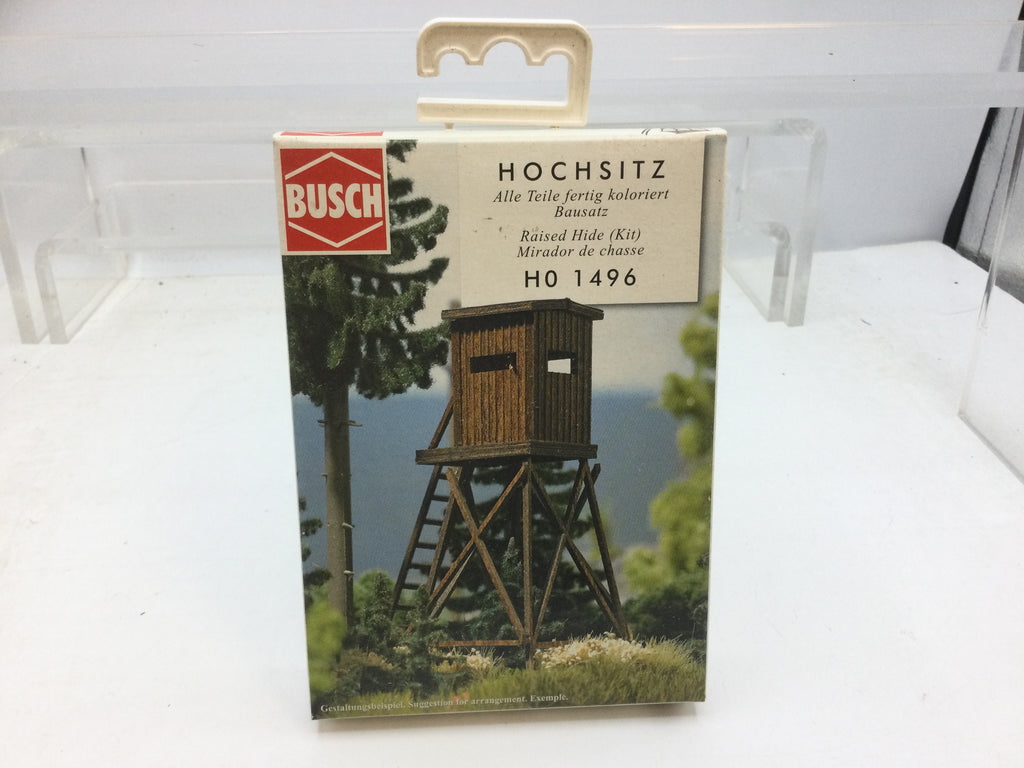 BUSCH
HOCHSITZ
Alle Teile fertig koloriert
Bausatz
Raised Hide (Kit)
Mirador de chasse
H0 1496
Gestaltungsbeispiel. Suggestion for arrangement. Exemple.